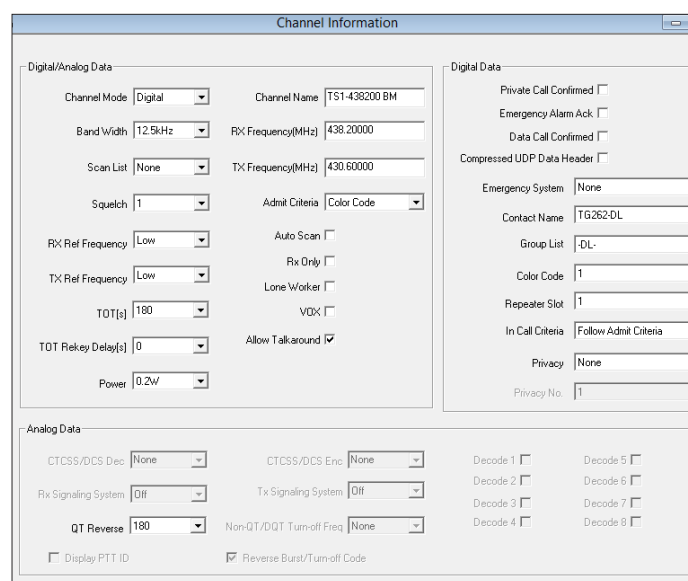 Channel Information
Digital/Analog Data
Channel Mode Digital
Band Width 12.5kHz
Scan List None
Squelch 1
RX Ref Frequency Low
TX Ref Frequency Low
TOT[s] 180
TOT Rekey Delay[s] 0
Power 0.2W
Channel Name TS1-438200 BM
RX Frequency(MHz) 438.20000
TX Frequency(MHz) 430.60000
Admit Criteria Color Code
Auto Scan
Rx Only
Lone Worker
VOX
Allow Talkaround
Digital Data
Private Call Confirmed
Emergency Alarm Ack
Data Call Confirmed
Compressed UDP Data Header
Emergency System None
Contact Name TG262-DL
Group List -DL-
Color Code 1
Repeater Slot 1
In Call Criteria Follow Admit Criteria
Privacy None
Privacy No. 1
Analog Data
CTCSS/DCS Dec None
Rx Signaling System Off
QT Reverse 180
Display PTT ID
CTCSS/DCS Enc None
Tx Signaling System Off
Non-QT/DQT Turn-off Freq None
Reverse Burst/Turn-off Code
Decode 1
Decode 2
Decode 3
Decode 4
Decode 5
Decode 6
Decode 7
Decode 8